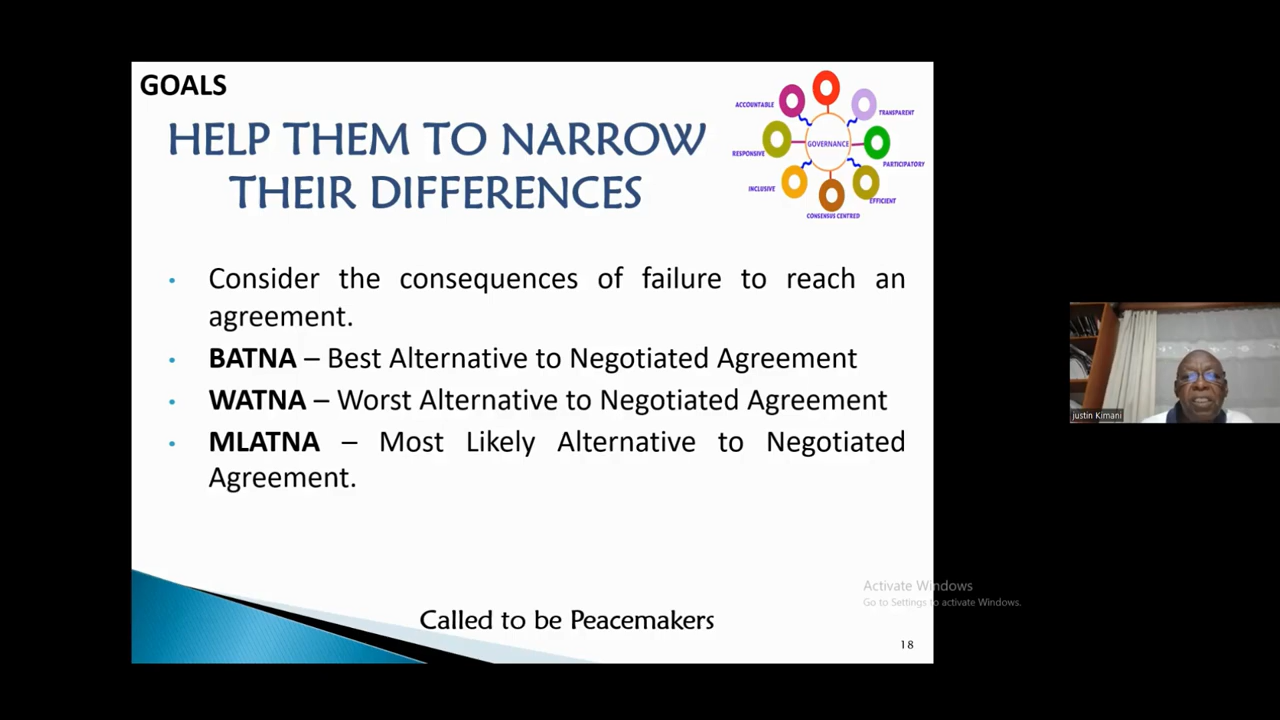 GOALS
HELP THEM TO NARROW
THEIR DIFFERENCES
ACCOUNTABLE
TRANSPARENT
RESPONSIVE
GOVERNANCE
PARTICIPATORY
INCLUSIVE
EFFICIENT
CONSENSUS CENTRED
• Consider the consequences of failure to reach an
agreement.
• BATNA – Best Alternative to Negotiated Agreement
• WATNA – Worst Alternative to Negotiated Agreement
• MLATNA – Most Likely Alternative to Negotiated
Agreement.
justin Kimani
Activate Windows
Go to Settings to activate Windows.
Called to be Peacemakers
18